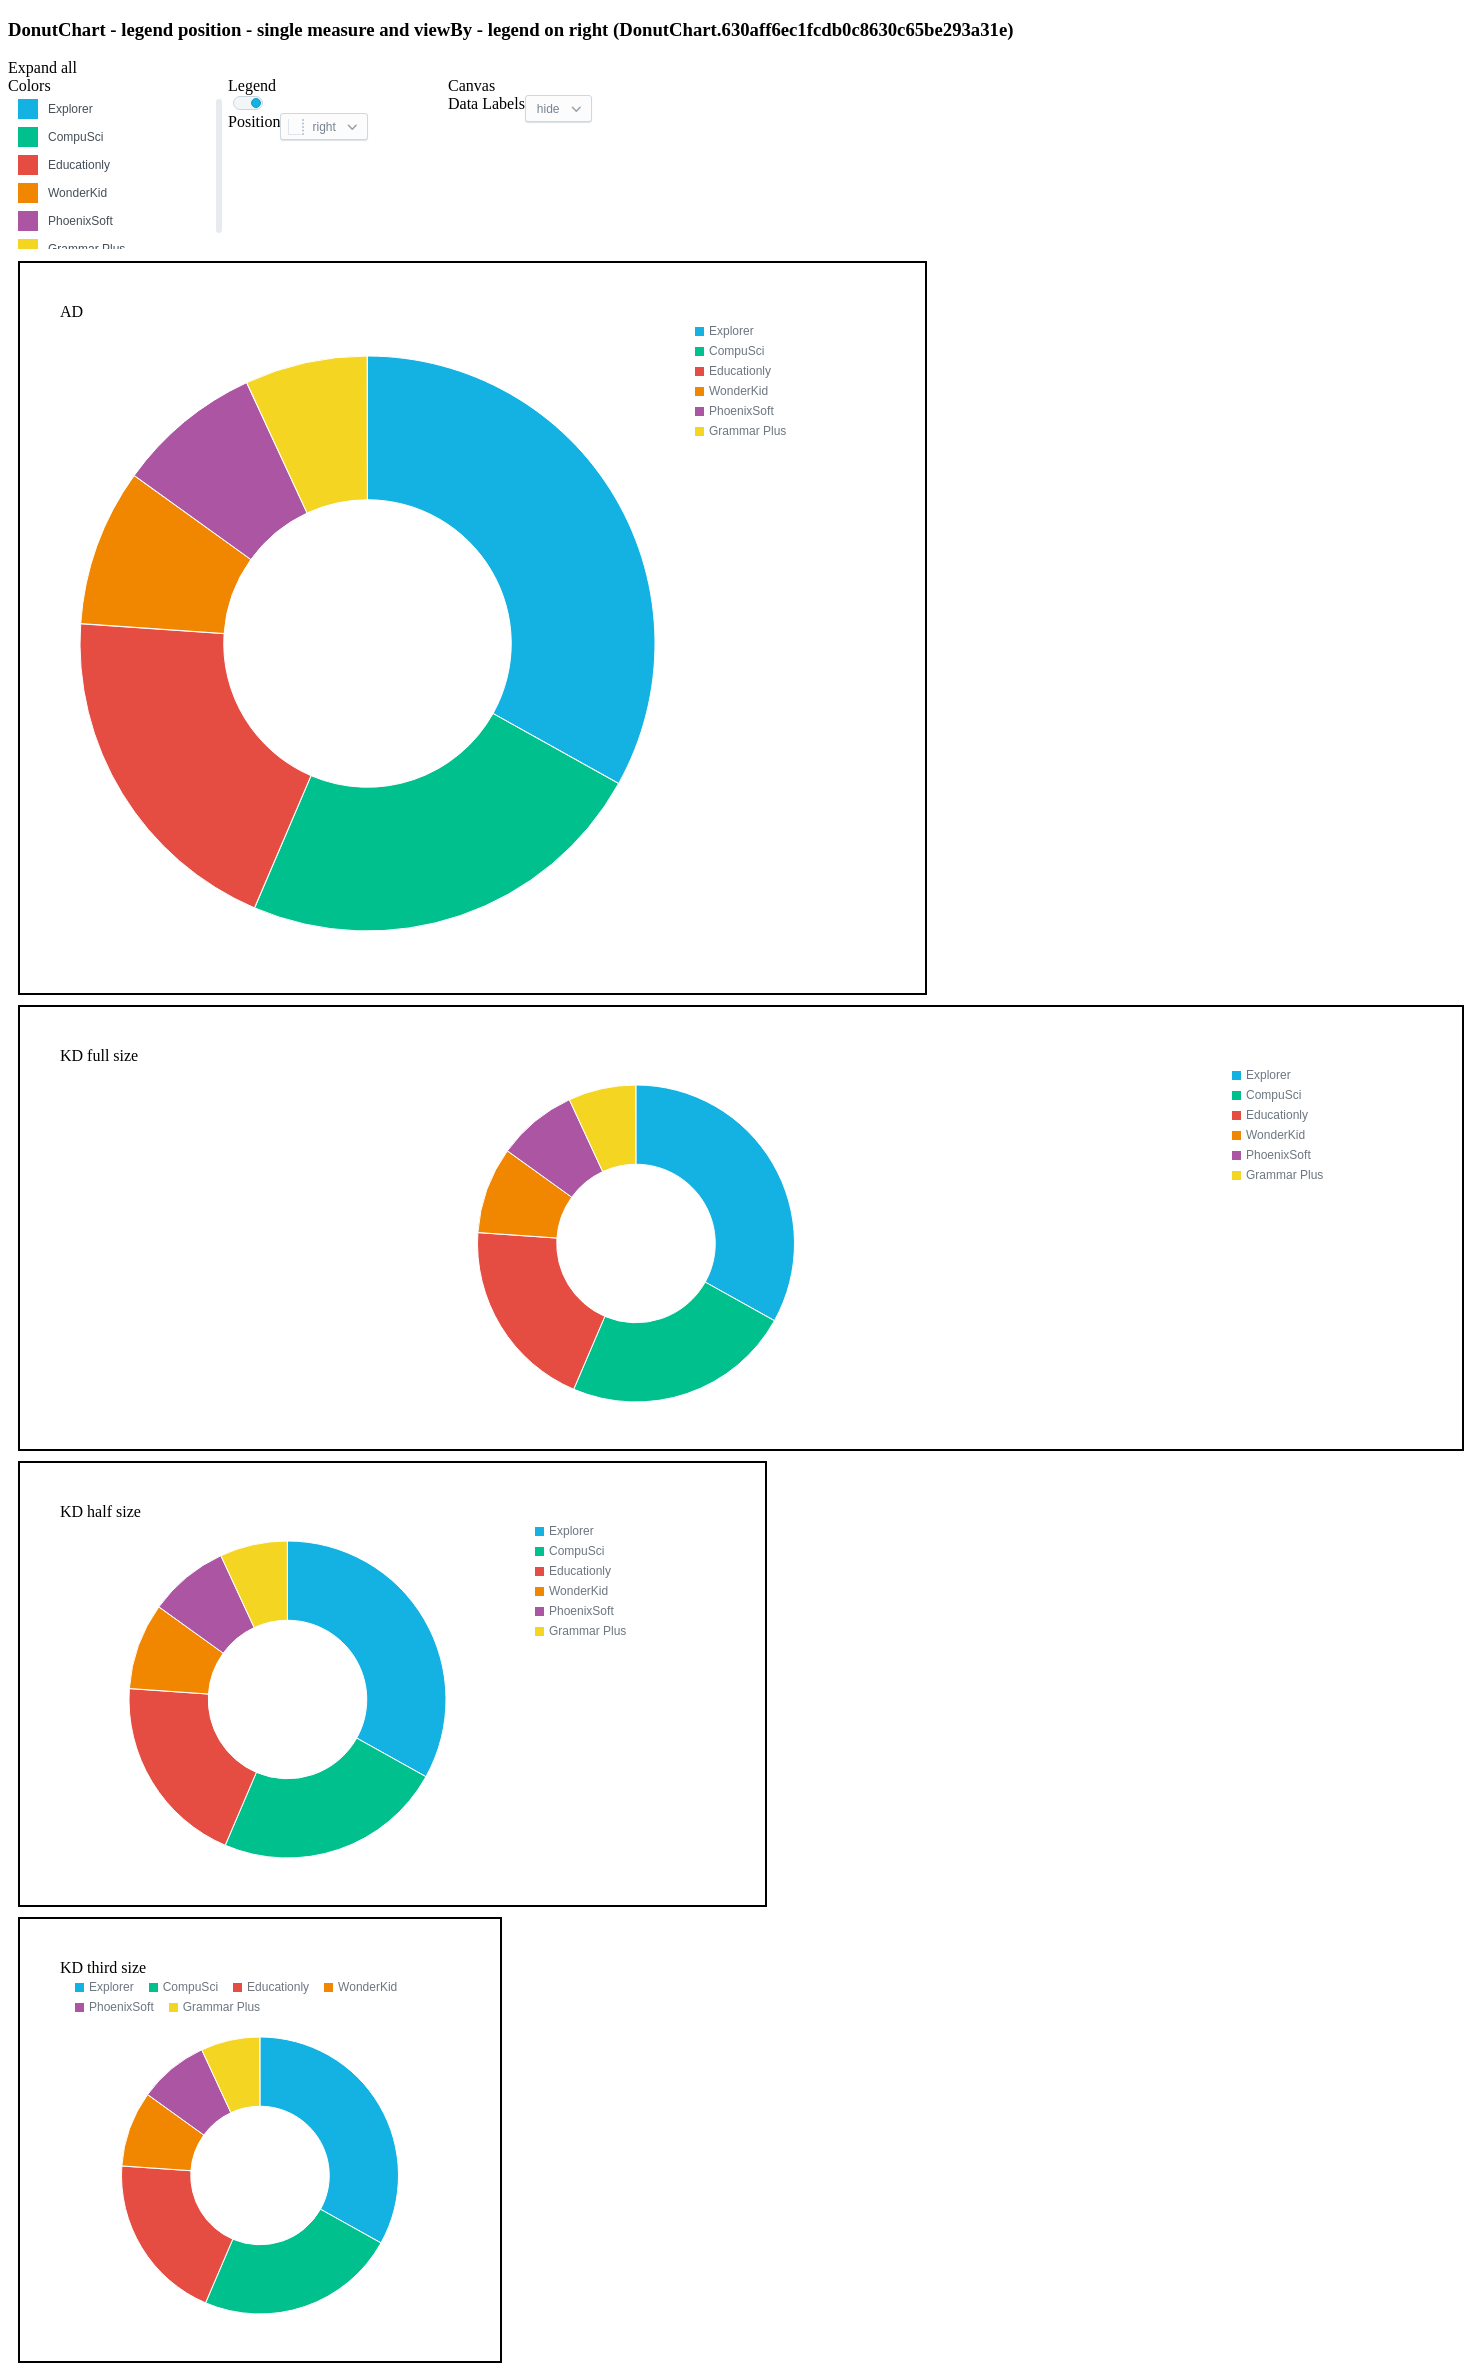 DonutChart - legend position - single measure and viewBy - legend on right (DonutChart.630aff6ec1fcdb0c8630c65be293a31e)
Expand all
Colors
Explorer
CompuSci
Educationly
WonderKid
PhoenixSoft
Grammar Plus
Legend
Position right
Canvas
Data Labels hide
AD
Explorer
CompuSci
Educationly
WonderKid
PhoenixSoft
Grammar Plus
KD full size
Explorer
CompuSci
Educationly
WonderKid
PhoenixSoft
Grammar Plus
KD half size
Explorer
CompuSci
Educationly
WonderKid
PhoenixSoft
Grammar Plus
KD third size
Explorer CompuSci Educationly WonderKid
PhoenixSoft Grammar Plus